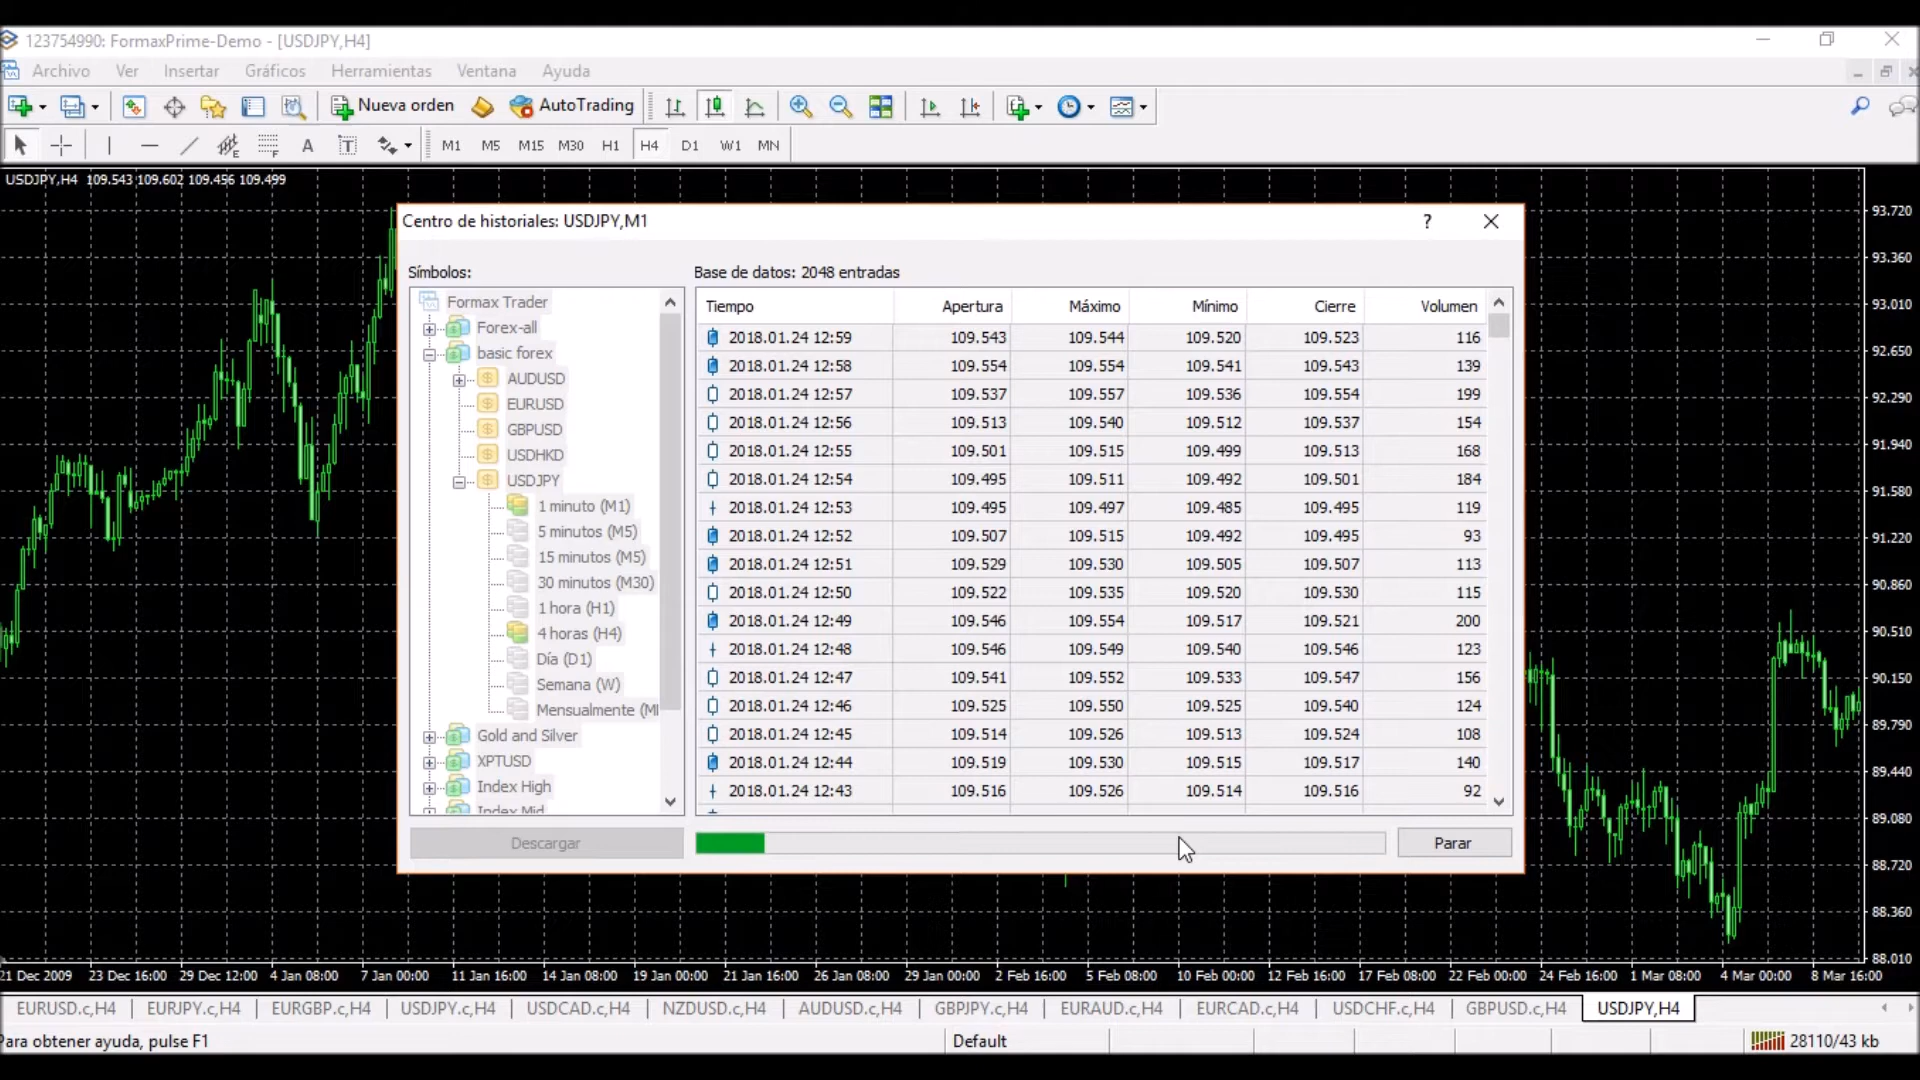 123754990: FormaxPrime-Demo - [USDJPY,H4]
Archivo Ver Insertar Gráficos Herramientas Ventana Ayuda
Nueva orden AutoTrading
A T M1 M5 M15 M30 H1 H4 D1 W1 MN
USDJPY,H4 109.543 109.602 109.456 109.499
Centro de historiales: USDJPY,M1 ?
Símbolos:
Formax Trader
Forex-all
basic forex
AUDUSD
EURUSD
GBPUSD
USDHKD
USDJPY
1 minuto (M1)
5 minutos (M5)
15 minutos (M5)
30 minutos (M30)
1 hora (H1)
4 horas (H4)
Día (D1)
Semana (W)
Mensualmente (M
Gold and Silver
XPTUSD
Index High
Index Mid
Descargar
Base de datos: 2048 entradas
Tiempo Apertura Máximo Mínimo Cierre Volumen
2018.01.24 12:59 109.543 109.544 109.520 109.523 116
2018.01.24 12:58 109.554 109.554 109.541 109.543 139
2018.01.24 12:57 109.537 109.557 109.536 109.554 199
2018.01.24 12:56 109.513 109.540 109.512 109.537 154
2018.01.24 12:55 109.501 109.515 109.499 109.513 168
2018.01.24 12:54 109.495 109.511 109.492 109.501 184
2018.01.24 12:53 109.495 109.497 109.485 109.495 119
2018.01.24 12:52 109.507 109.515 109.492 109.495 93
2018.01.24 12:51 109.529 109.530 109.505 109.507 113
2018.01.24 12:50 109.522 109.535 109.520 109.530 115
2018.01.24 12:49 109.546 109.554 109.517 109.521 200
2018.01.24 12:48 109.546 109.549 109.540 109.546 123
2018.01.24 12:47 109.541 109.552 109.533 109.547 156
2018.01.24 12:46 109.525 109.550 109.525 109.540 124
2018.01.24 12:45 109.514 109.526 109.513 109.524 108
2018.01.24 12:44 109.519 109.530 109.515 109.517 140
2018.01.24 12:43 109.516 109.526 109.514 109.516 92
Parar
93.720
93.360
93.010
92.650
92.290
91.940
91.580
91.220
90.860
90.510
90.150
89.790
89.440
89.080
88.720
88.360
88.010
21 Dec 2009 23 Dec 16:00 29 Dec 12:00 4 Jan 08:00 7 Jan 00:00 11 Jan 16:00 14 Jan 08:00 19 Jan 00:00 21 Jan 16:00 26 Jan 08:00 29 Jan 00:00 2 Feb 16:00 5 Feb 08:00 10 Feb 00:00 12 Feb 16:00 17 Feb 08:00 22 Feb 00:00 24 Feb 16:00 1 Mar 08:00 4 Mar 00:00 8 Mar 16:00
EURUSD.c,H4 EURJPY.c,H4 EURGBP.c,H4 USDJPY.c,H4 USDCAD.c,H4 NZDUSD.c,H4 AUDUSD.c,H4 GBPJPY.c,H4 EURAUD.c,H4 EURCAD.c,H4 USDCHF.c,H4 GBPUSD.c,H4 USDJPY,H4
Para obtener ayuda, pulse F1 Default 28110/43 kb